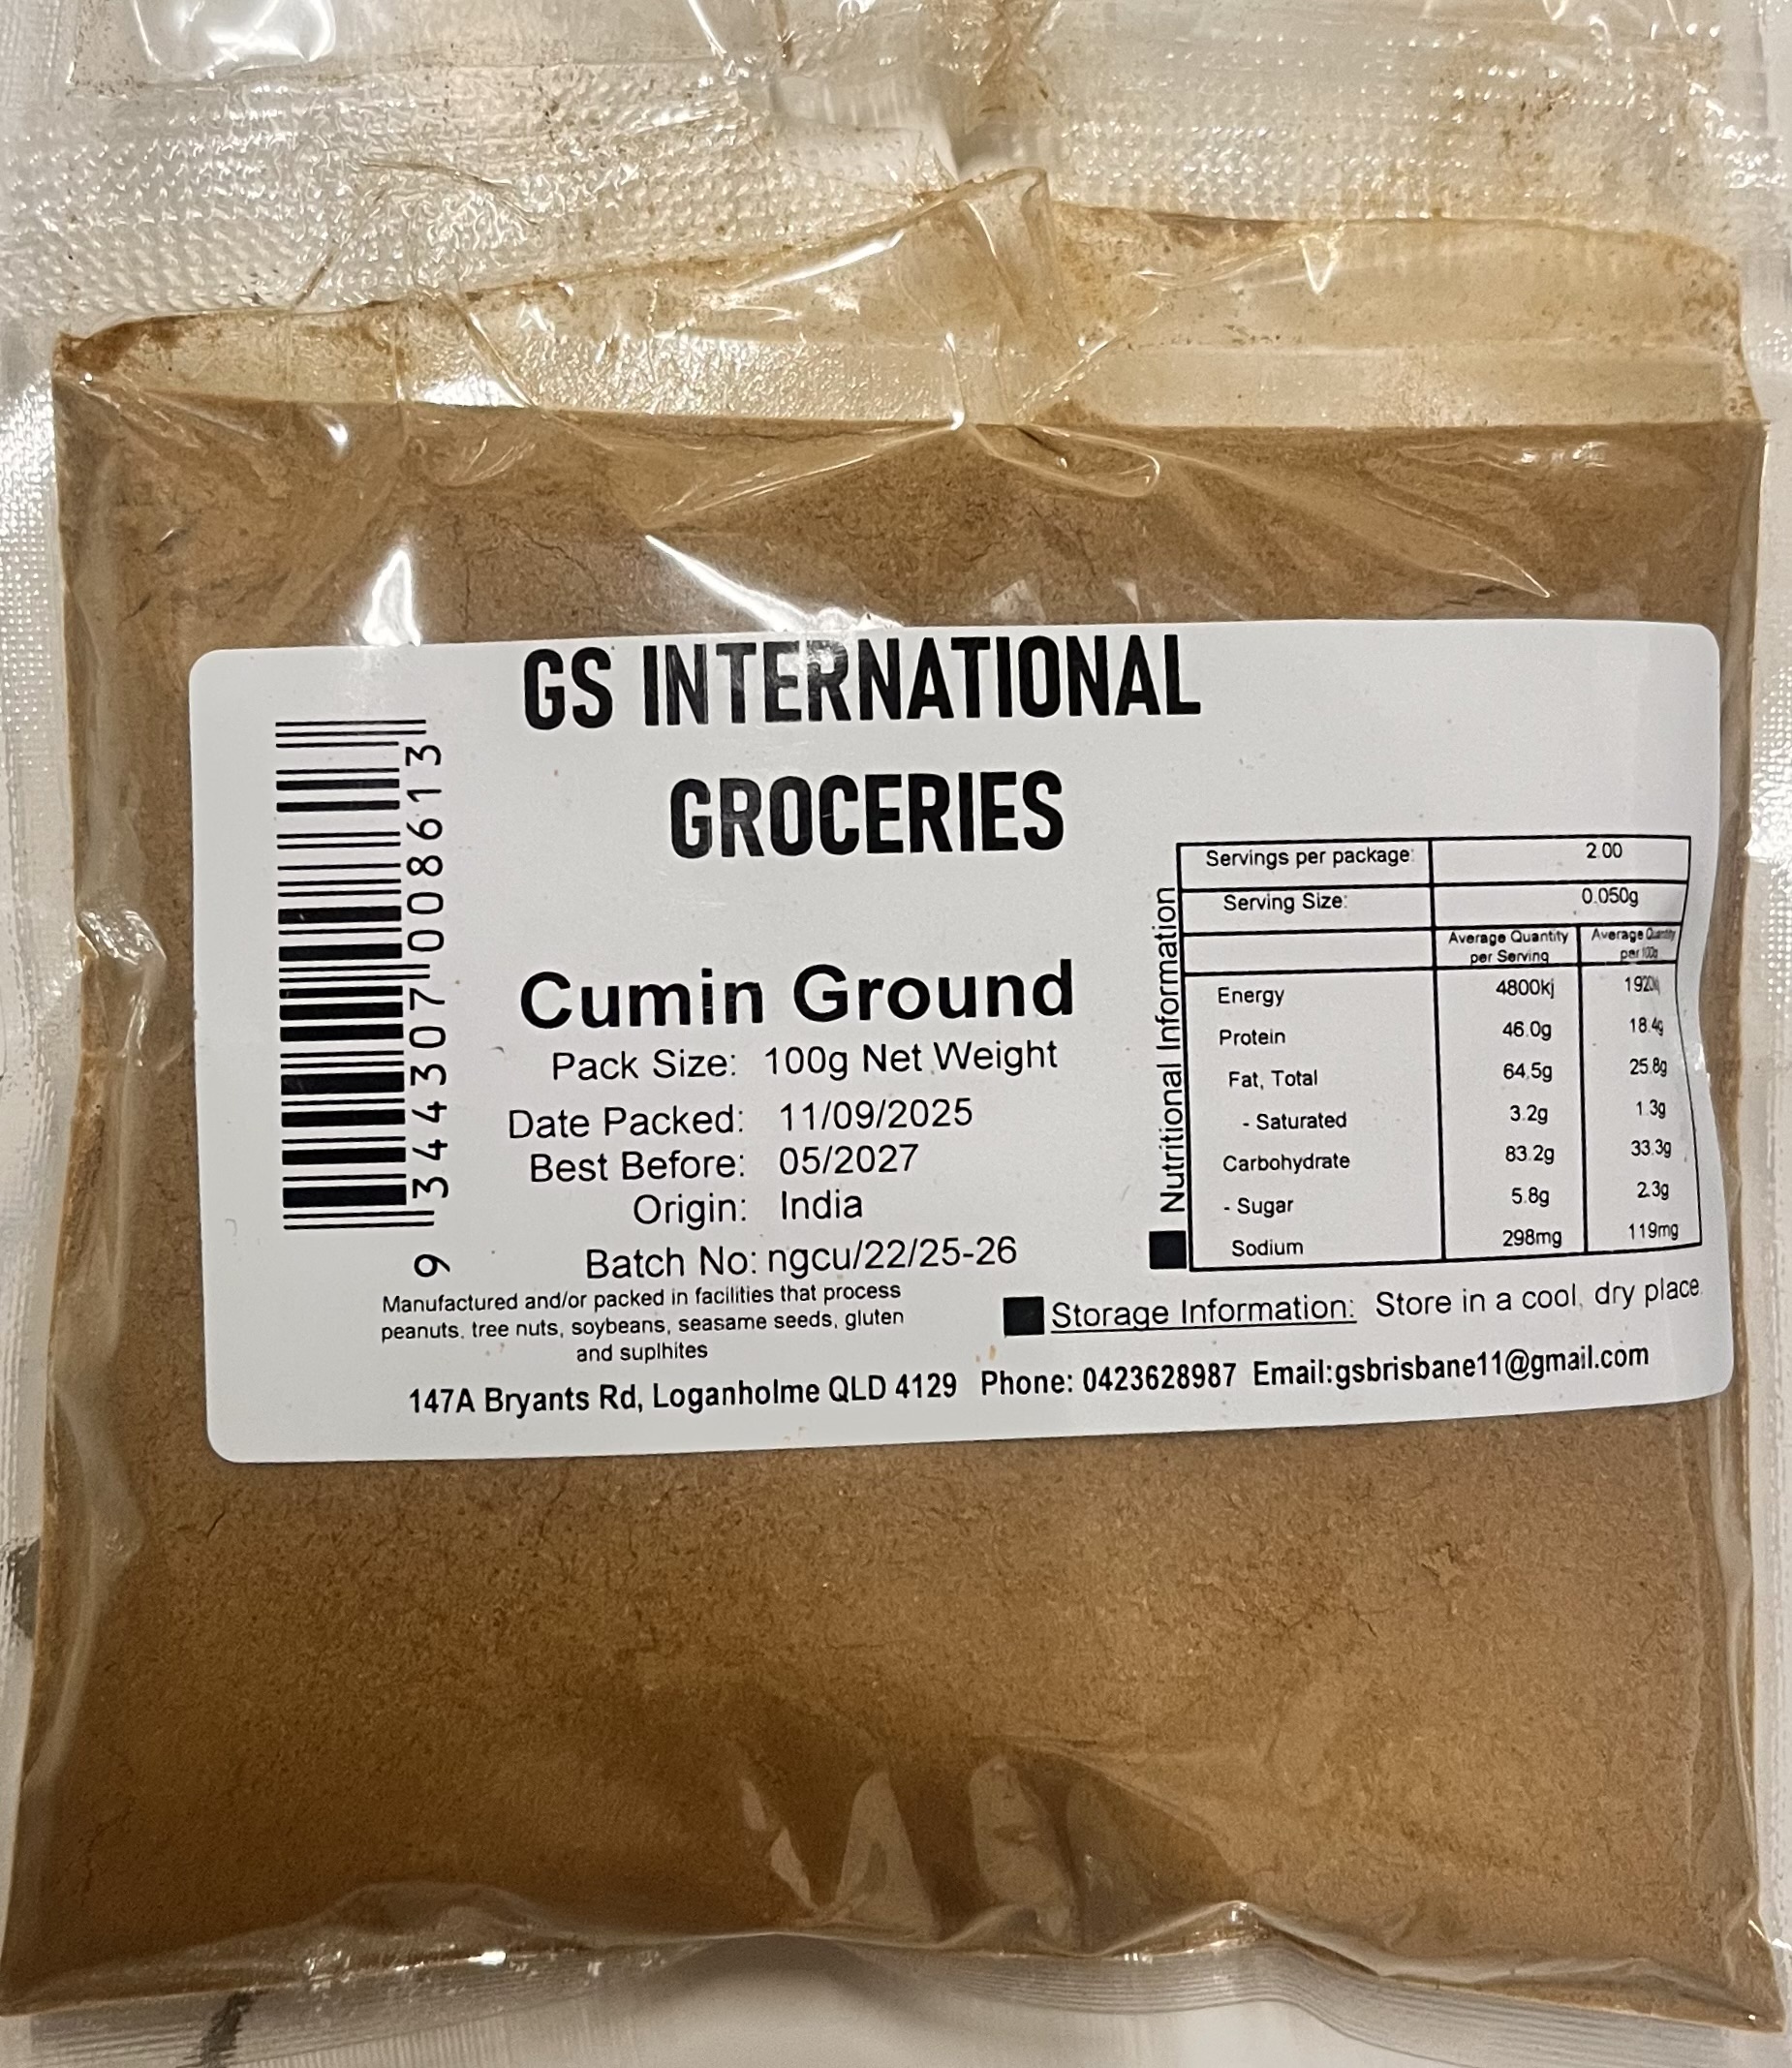 GS INTERNATIONAL
GROCERIES
9 344307 008613
Cumin Ground
Pack Size: 100g Net Weight
Date Packed: 11/09/2025
Best Before: 05/2027
Origin: India
Batch No: ngcu/22/25-26
Manufactured and/or packed in facilities that process
peanuts, tree nuts, soybeans, seasame seeds, gluten
and suplhites
Nutritional Information
Servings per package: 2.00
Serving Size: 0.050g
Average Quantity per Serving Average Quantity per 100g
Energy 4800kj 1920kj
Protein 46.0g 18.4g
Fat, Total 64.5g 25.8g
- Saturated 3.2g 1.3g
Carbohydrate 83.2g 33.3g
- Sugar 5.8g 2.3g
Sodium 298mg 119mg
Storage Information: Store in a cool, dry place.
147A Bryants Rd, Loganholme QLD 4129 Phone: 0423628987 Email:gsbrisbane11@gmail.com